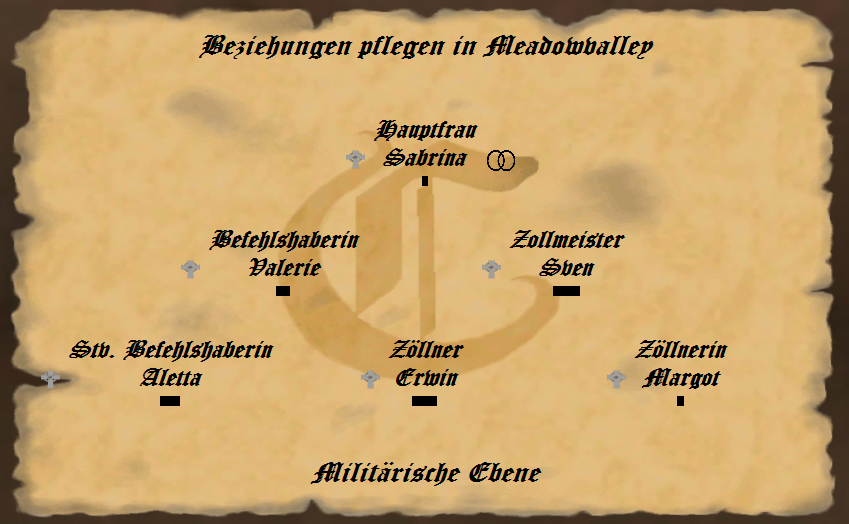 Beziehungen pflegen in Meadowvalley
Hauptfrau
Sabrina
Befehlshaberin
Valerie
Zollmeister
Sven
Stv. Befehlshaberin
Aletta
Zöllner
Erwin
Zöllnerin
Margot
Militärische Ebene